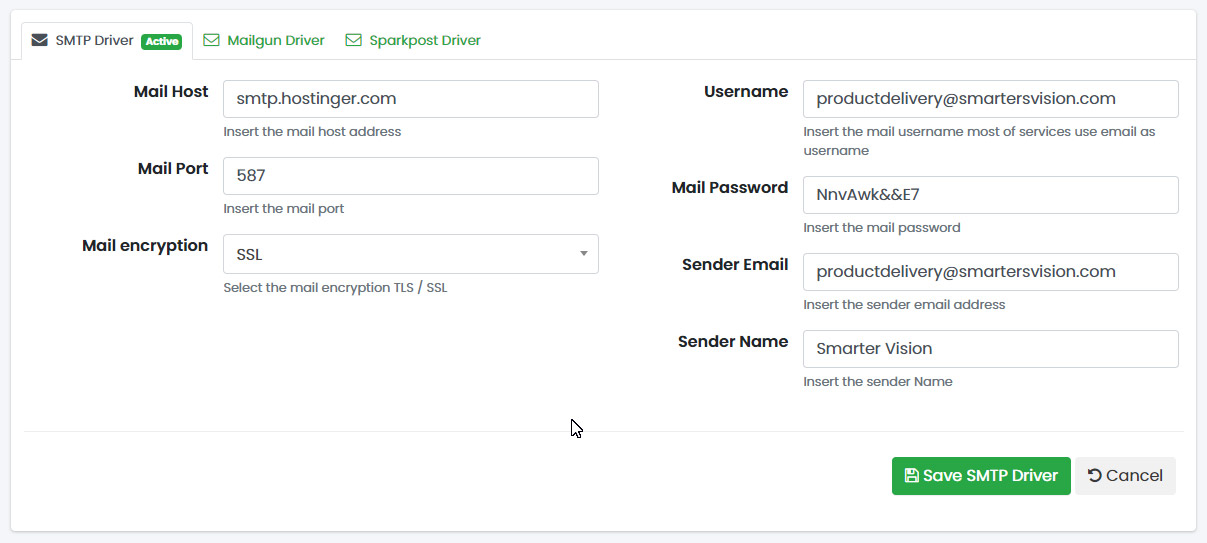 SMTP Driver Active
Mailgun Driver
Sparkpost Driver
Mail Host
smtp.hostinger.com
Insert the mail host address
Mail Port
587
Insert the mail port
Mail encryption
SSL
Select the mail encryption TLS / SSL
Username
productdelivery@smartersvision.com
Insert the mail username most of services use email as
username
Mail Password
NnvAwk&&E7
Insert the mail password
Sender Email
productdelivery@smartersvision.com
Insert the sender email address
Sender Name
Smarter Vision
Insert the sender Name
Save SMTP Driver
Cancel